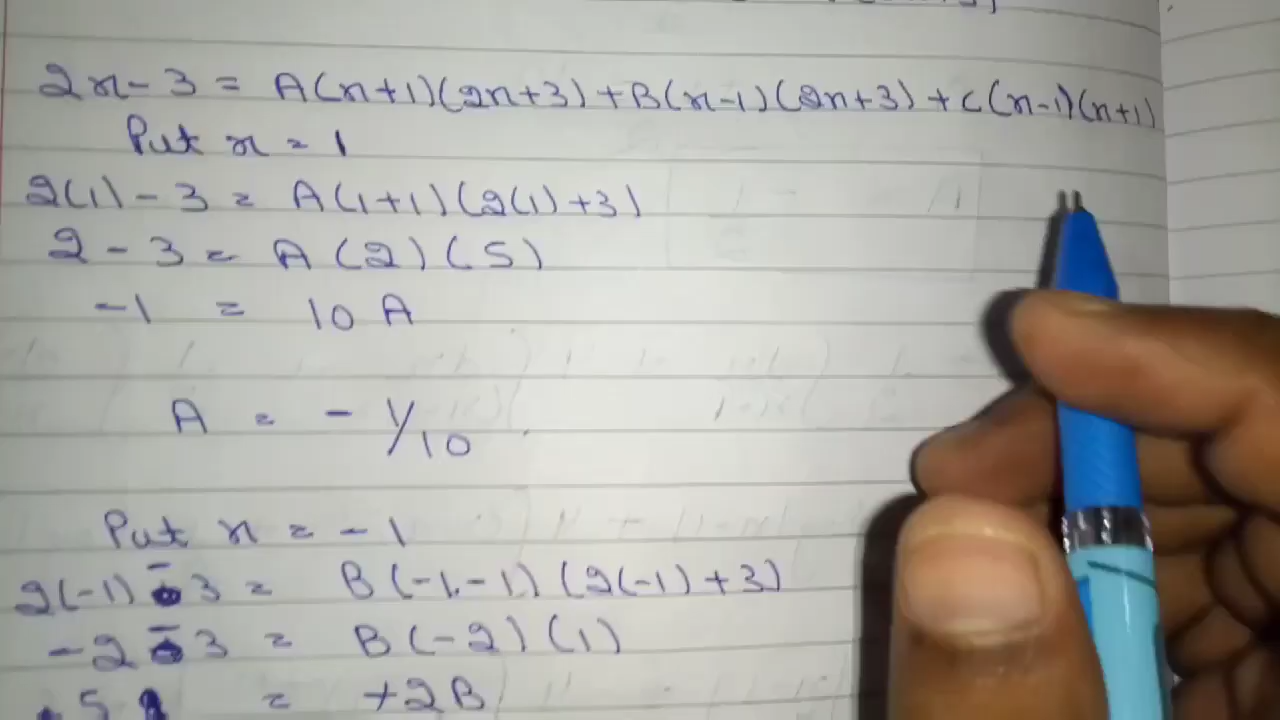 2x-3 = A(x+1)(2x+3)+B(x-1)(2x+3)+C(x-1)(x+1)
Put x = 1
2(1)-3 = A(1+1)(2(1)+3)
2-3 = A(2)(5)
-1 = 10 A
A = -1/10
Put x = -1
2(-1)-3 = B(-1-1)(2(-1)+3)
-2-3 = B(-2)(1)
5 = +2B